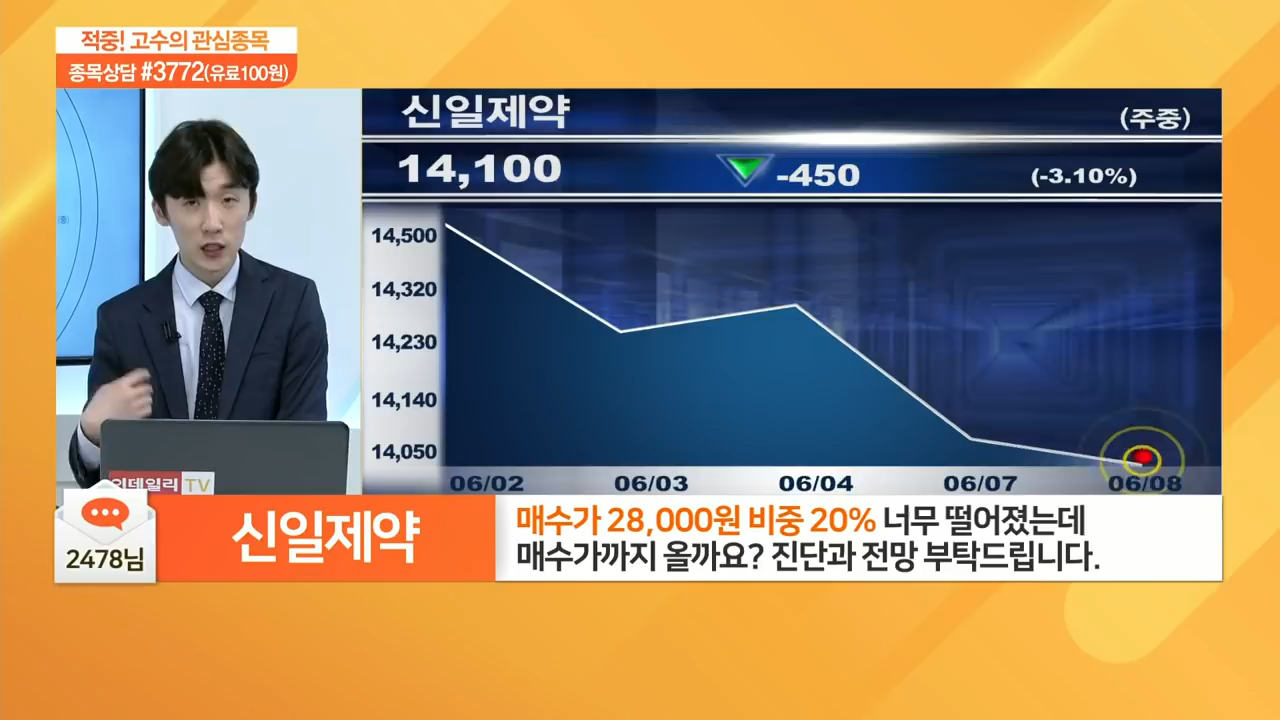 적중! 고수의 관심종목
종목상담 #3772(유료100원)
신일제약
(주중)
14,100
-450
(-3.10%)
14,500
14,320
14,230
14,140
14,050
06/02
06/03
06/04
06/07
06/08
이데일리 TV
2478님
신일제약
매수가 28,000원 비중 20% 너무 떨어졌는데
매수가까지 올까요? 진단과 전망 부탁드립니다.